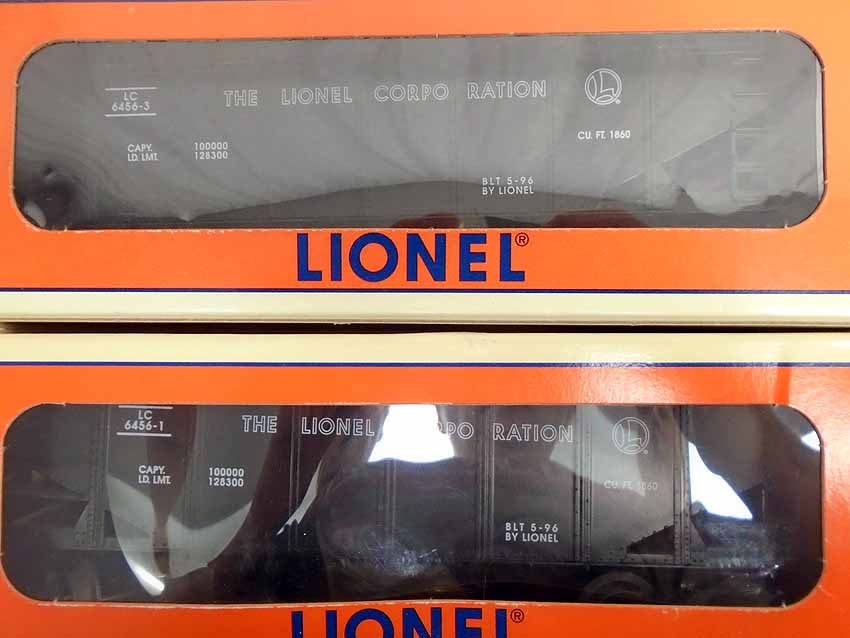 LC
6456-3
THE LIONEL CORPO RATION
L
®
CU. FT. 1860
CAPY. 100000
LD. LMT. 128300
BLT 5-96
BY LIONEL
LIONEL®
LC
6456-1
THE LIONEL RPO RATION
L
CAPY. 100000
LD. LMT. 128300
CU. FT. 1860
BLT 5-96
BY LIONEL
LIONEL®